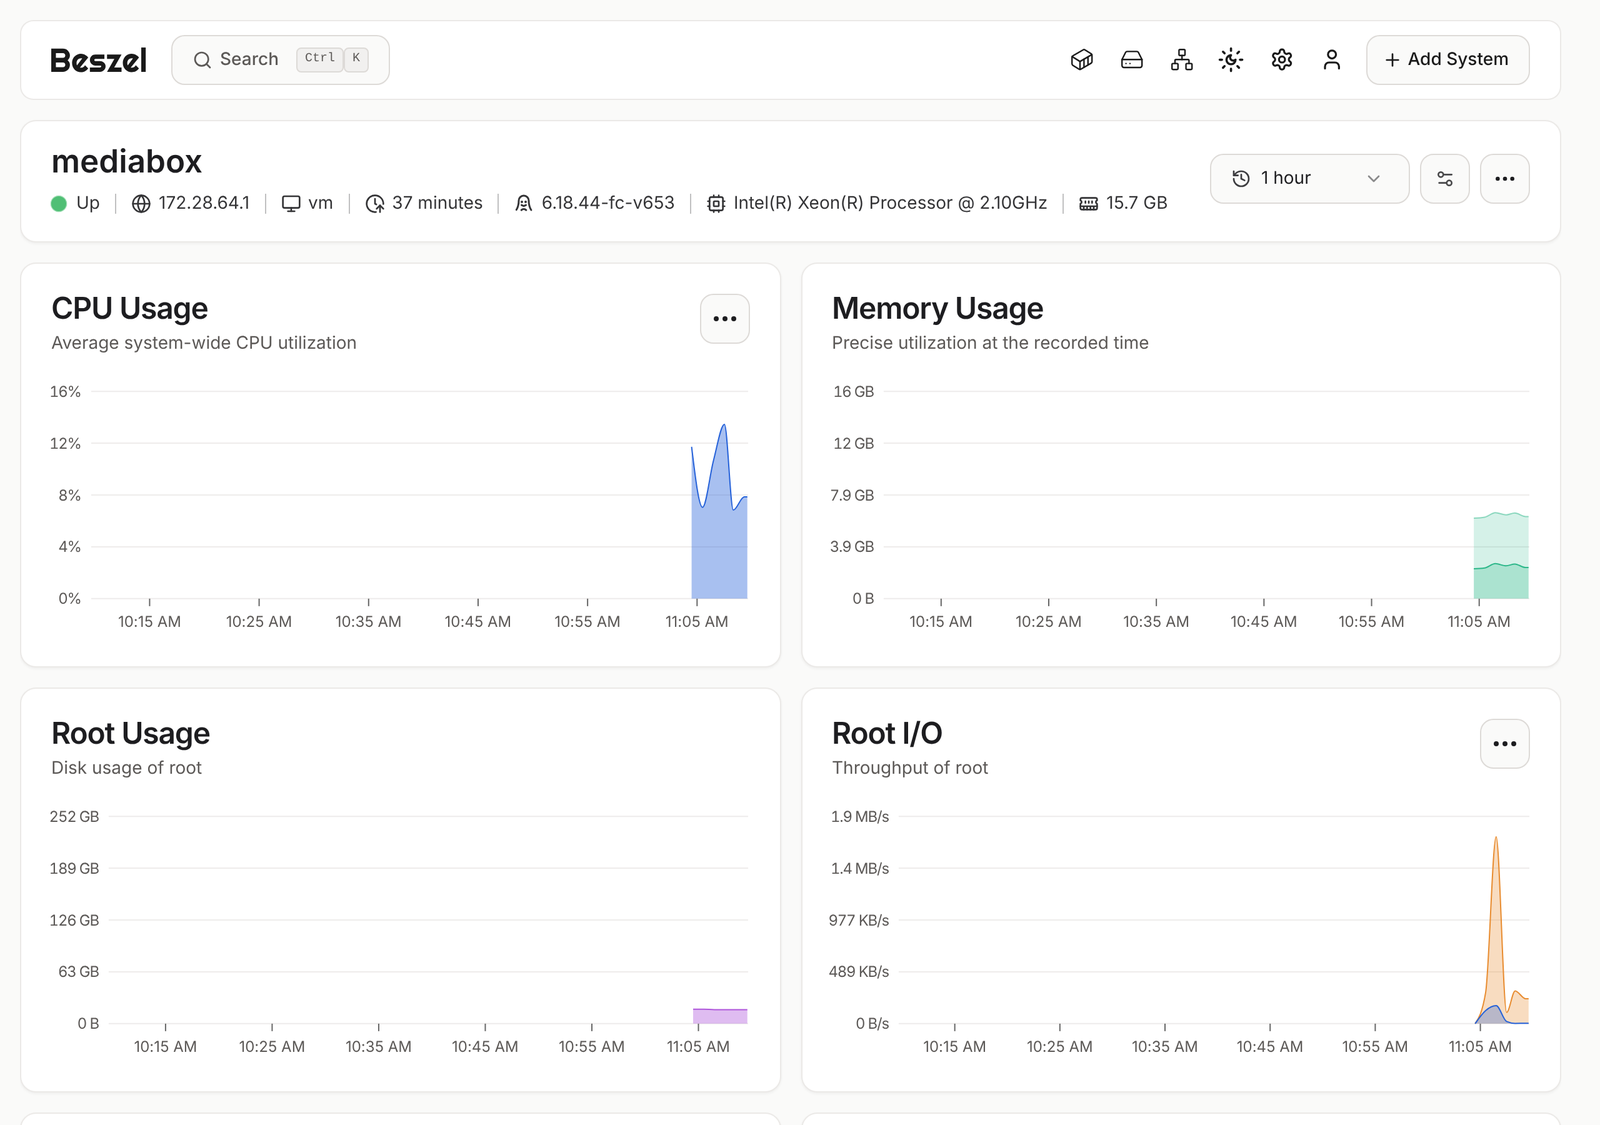 Beszel Search Ctrl K Add System
mediabox
Up 172.28.64.1 vm 37 minutes 6.18.44-fc-v653 Intel(R) Xeon(R) Processor @ 2.10GHz 15.7 GB
1 hour
CPU Usage
Average system-wide CPU utilization
16%
12%
8%
4%
0%
10:15 AM 10:25 AM 10:35 AM 10:45 AM 10:55 AM 11:05 AM
Memory Usage
Precise utilization at the recorded time
16 GB
12 GB
7.9 GB
3.9 GB
0 B
10:15 AM 10:25 AM 10:35 AM 10:45 AM 10:55 AM 11:05 AM
Root Usage
Disk usage of root
252 GB
189 GB
126 GB
63 GB
0 B
10:15 AM 10:25 AM 10:35 AM 10:45 AM 10:55 AM 11:05 AM
Root I/O
Throughput of root
1.9 MB/s
1.4 MB/s
977 KB/s
489 KB/s
0 B/s
10:15 AM 10:25 AM 10:35 AM 10:45 AM 10:55 AM 11:05 AM